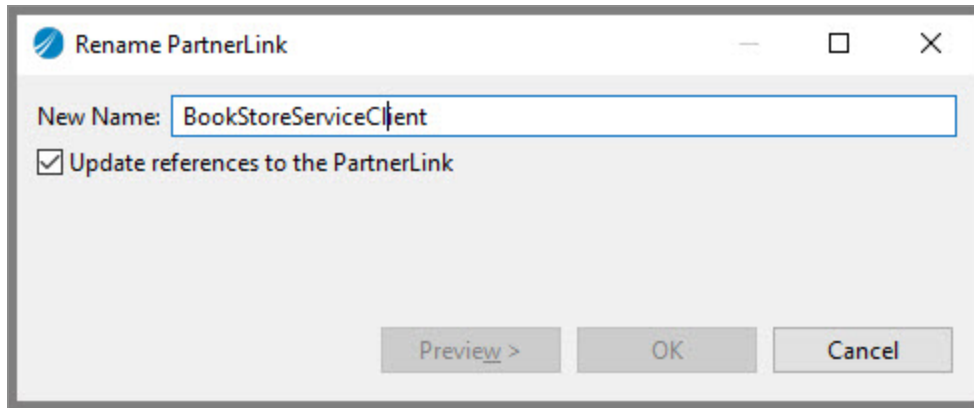 Rename PartnerLink
New Name: BookStoreServiceClient
Update references to the PartnerLink
Preview > OK Cancel